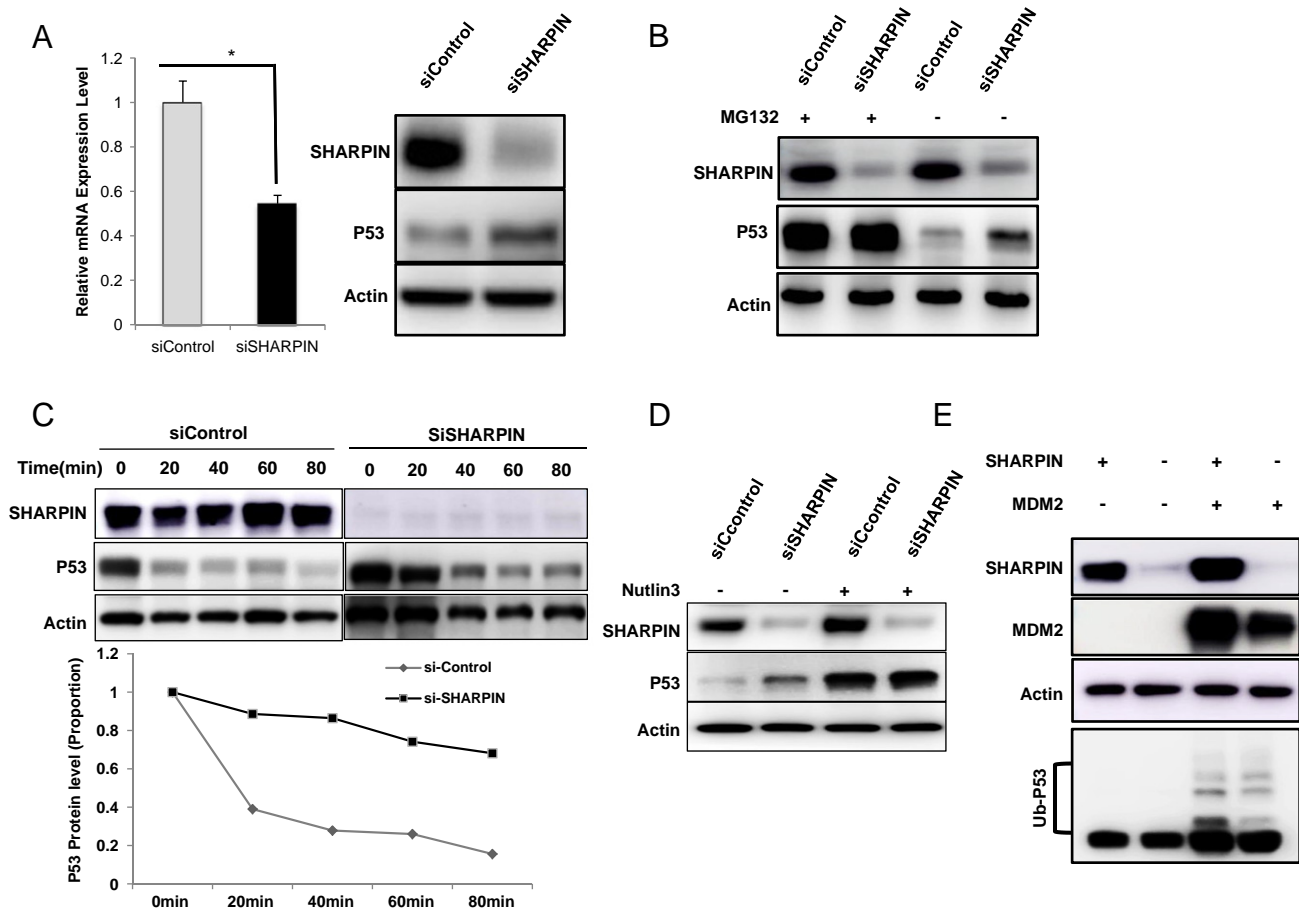 A
Relative mRNA Expression Level
1.2
1
0.8
0.6
0.4
0.2
0
*
siControl
siSHARPIN
siControl
siSHARPIN
SHARPIN
P53
Actin
B
siControl
siSHARPIN
siControl
siSHARPIN
MG132 + + - -
SHARPIN
P53
Actin
C
siControl
SiSHARPIN
Time(min) 0 20 40 60 80 0 20 40 60 80
SHARPIN
P53
Actin
P53 Protein level (Proportion)
1.2
1
0.8
0.6
0.4
0.2
0
si-Control
si-SHARPIN
0min 20min 40min 60min 80min
D
siCcontrol
siSHARPIN
siCcontrol
siSHARPIN
Nutlin3 - - + +
SHARPIN
P53
Actin
E
SHARPIN + - + -
MDM2 - - + +
SHARPIN
MDM2
Actin
Ub-P53